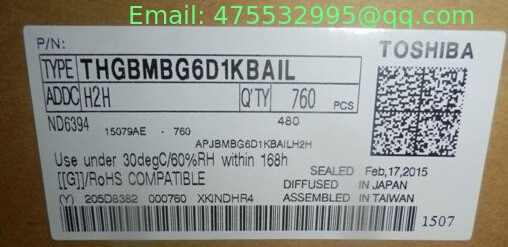 Email: 475532995@qq.com
P/N:
TOSHIBA
TYPE THGBMBG6D1KBAIL
ADDC H2H Q'TY 760 PCS
ND6394 480
15079AE - 760
APJBMBG6D1KBAILH2H
Use under 30degC/60%RH within 168h
SEALED Feb,17,2015
[[G]]/RoHS COMPATIBLE DIFFUSED IN JAPAN
(Y) 205D8382 000760 XKINDHR4 ASSEMBLED IN TAIWAN
1507